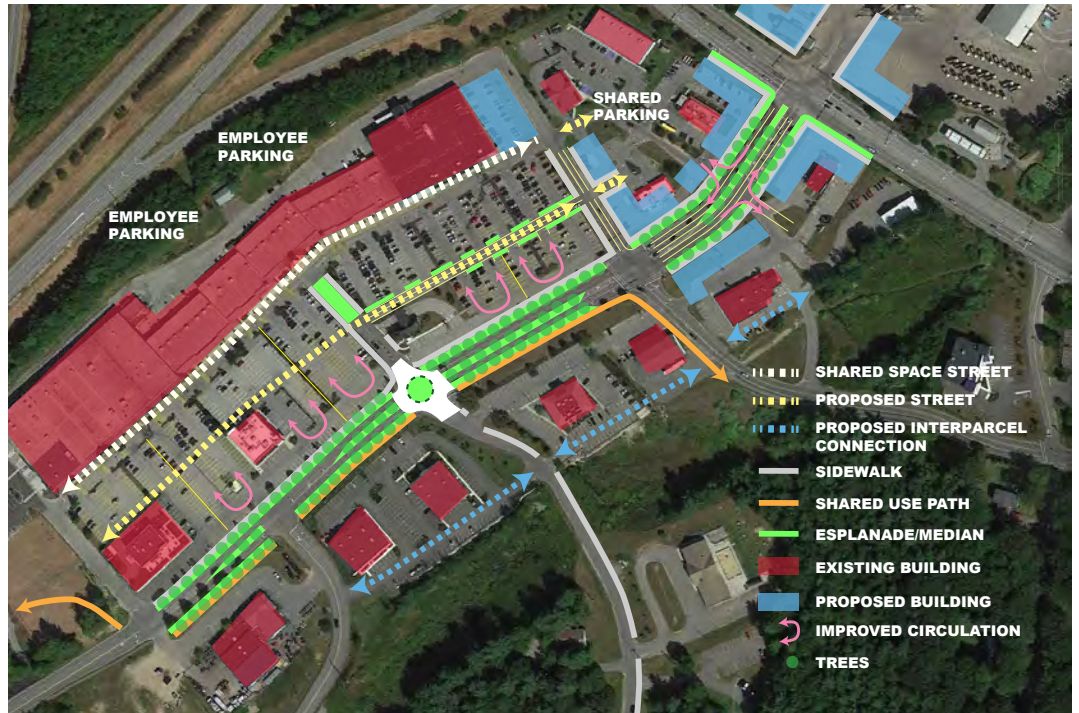 SHARED
PARKING
EMPLOYEE
PARKING
EMPLOYEE
PARKING
SHARED SPACE STREET
PROPOSED STREET
PROPOSED INTERPARCEL
CONNECTION
SIDEWALK
SHARED USE PATH
ESPLANADE/MEDIAN
EXISTING BUILDING
PROPOSED BUILDING
IMPROVED CIRCULATION
TREES